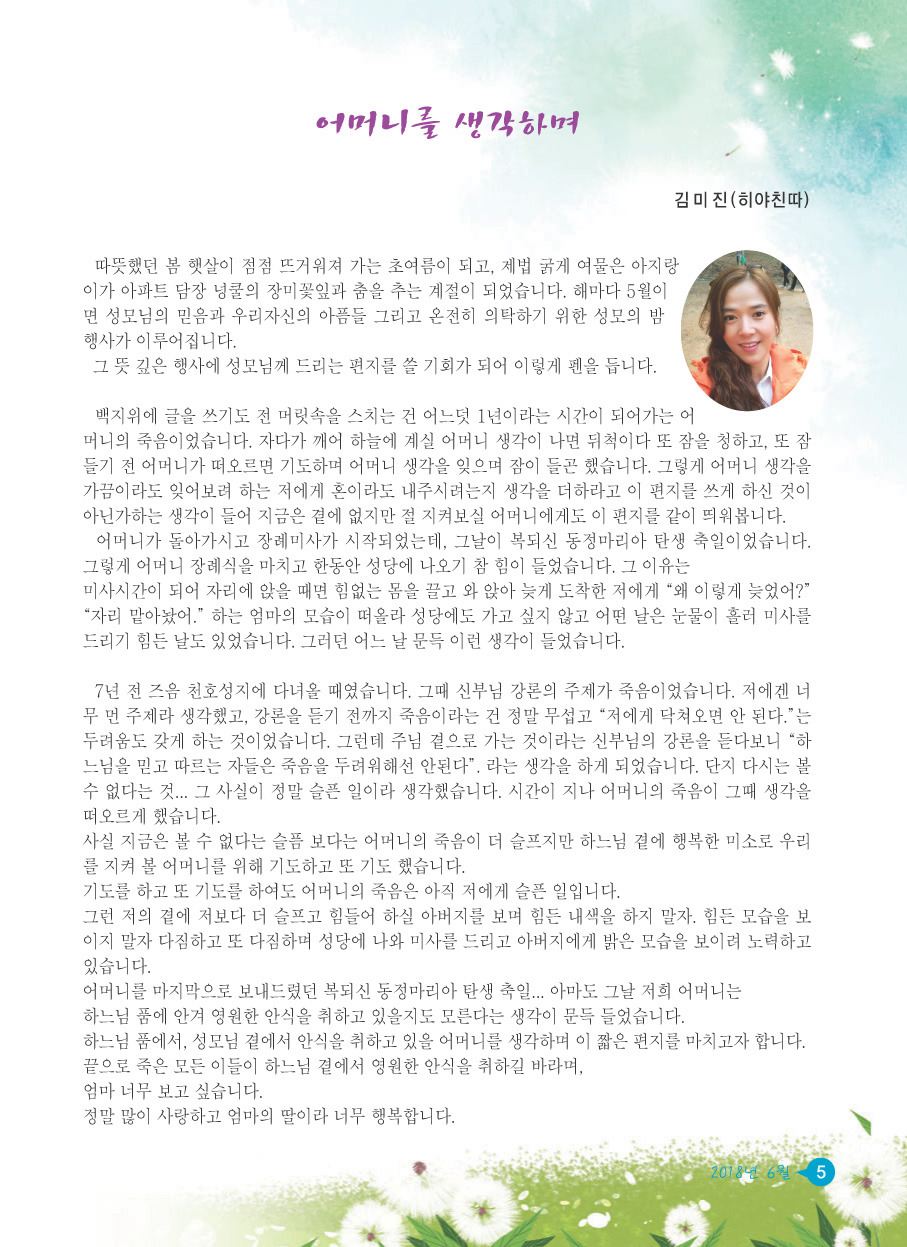 어머니를 생각하며
김 미 진 (히야친따)
따뜻했던 봄 햇살이 점점 뜨거워져 가는 초여름이 되고, 제법 굵게 여물은 아지랑
이가 아파트 담장 넝쿨의 장미꽃잎과 춤을 추는 계절이 되었습니다. 해마다 5월이
면 성모님의 믿음과 우리자신의 아픔들 그리고 온전히 의탁하기 위한 성모의 밤
행사가 이루어집니다.
그 뜻 깊은 행사에 성모님께 드리는 편지를 쓸 기회가 되어 이렇게 펜을 듭니다.
백지위에 글을 쓰기도 전 머릿속을 스치는 건 어느덧 1년이라는 시간이 되어가는 어
머니의 죽음이었습니다. 자다가 깨어 하늘에 계실 어머니 생각이 나면 뒤척이다 또 잠을 청하고, 또 잠
들기 전 어머니가 떠오르면 기도하며 어머니 생각을 잊으며 잠이 들곤 했습니다. 그렇게 어머니 생각을
가끔이라도 잊어보려 하는 저에게 혼이라도 내주시려는지 생각을 더하라고 이 편지를 쓰게 하신 것이
아닌가하는 생각이 들어 지금은 곁에 없지만 절 지켜보실 어머니에게도 이 편지를 같이 띄워봅니다.
어머니가 돌아가시고 장례미사가 시작되었는데, 그날이 복되신 동정마리아 탄생 축일이었습니다.
그렇게 어머니 장례식을 마치고 한동안 성당에 나오기 참 힘이 들었습니다. 그 이유는
미사시간이 되어 자리에 앉을 때면 힘없는 몸을 끌고 와 앉아 늦게 도착한 저에게 “왜 이렇게 늦었어?”
“자리 맡아놨어.” 하는 엄마의 모습이 떠올라 성당에도 가고 싶지 않고 어떤 날은 눈물이 흘러 미사를
드리기 힘든 날도 있었습니다. 그러던 어느 날 문득 이런 생각이 들었습니다.
7년 전 즈음 천호성지에 다녀올 때였습니다. 그때 신부님 강론의 주제가 죽음이었습니다. 저에겐 너
무 먼 주제라 생각했고, 강론을 듣기 전까지 죽음이라는 건 정말 무섭고 “저에게 닥쳐오면 안 된다.”는
두려움도 갖게 하는 것이었습니다. 그런데 주님 곁으로 가는 것이라는 신부님의 강론을 듣다보니 “하
느님을 믿고 따르는 자들은 죽음을 두려워해선 안된다”. 라는 생각을 하게 되었습니다. 단지 다시는 볼
수 없다는 것... 그 사실이 정말 슬픈 일이라 생각했습니다. 시간이 지나 어머니의 죽음이 그때 생각을
떠오르게 했습니다.
사실 지금은 볼 수 없다는 슬픔 보다는 어머니의 죽음이 더 슬프지만 하느님 곁에 행복한 미소로 우리
를 지켜 볼 어머니를 위해 기도하고 또 기도 했습니다.
기도를 하고 또 기도를 하여도 어머니의 죽음은 아직 저에게 슬픈 일입니다.
그런 저의 곁에 저보다 더 슬프고 힘들어 하실 아버지를 보며 힘든 내색을 하지 말자. 힘든 모습을 보
이지 말자 다짐하고 또 다짐하며 성당에 나와 미사를 드리고 아버지에게 밝은 모습을 보이려 노력하고
있습니다.
어머니를 마지막으로 보내드렸던 복되신 동정마리아 탄생 축일... 아마도 그날 저희 어머니는
하느님 품에 안겨 영원한 안식을 취하고 있을지도 모른다는 생각이 문득 들었습니다.
하느님 품에서, 성모님 곁에서 안식을 취하고 있을 어머니를 생각하며 이 짧은 편지를 마치고자 합니다.
끝으로 죽은 모든 이들이 하느님 곁에서 영원한 안식을 취하길 바라며,
엄마 너무 보고 싶습니다.
정말 많이 사랑하고 엄마의 딸이라 너무 행복합니다.
2018년 6월 5